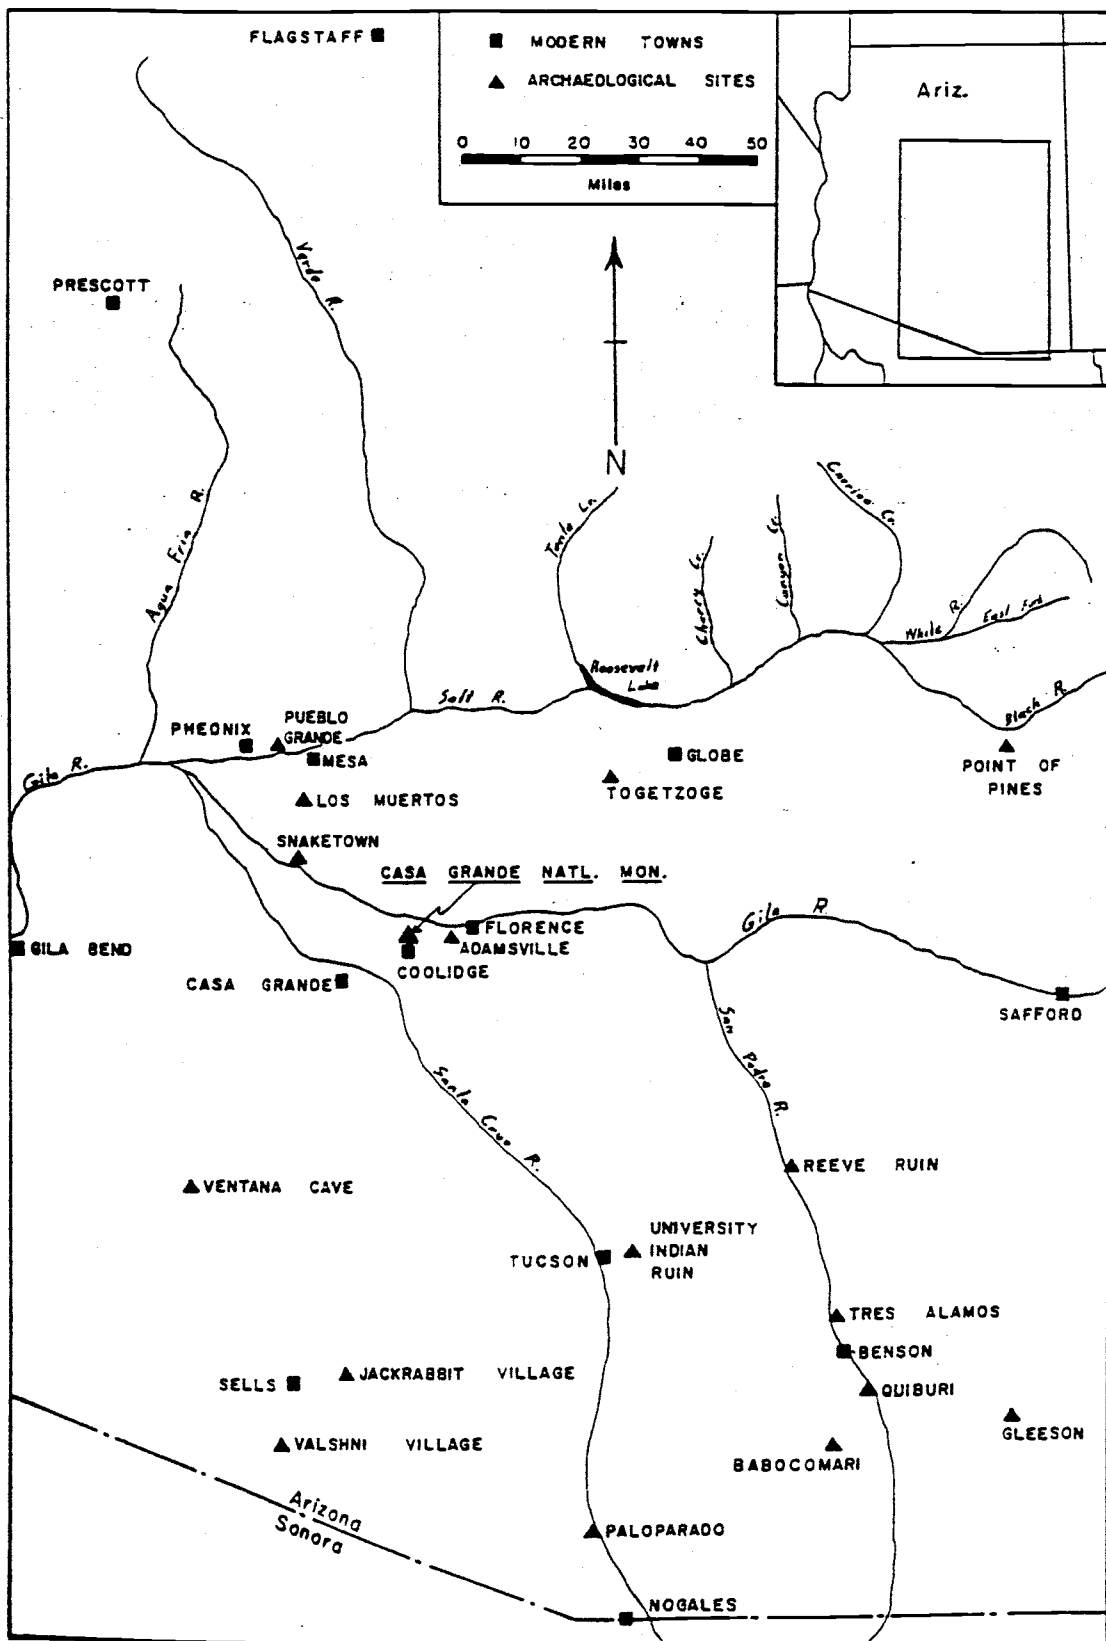 FLAGSTAFF
MODERN TOWNS
ARCHAEOLOGICAL SITES
0 10 20 30 40 50
Miles
Ariz.
PRESCOTT
Verde R.
N
Agua Fria R.
Tonto Cr.
Cherry Cr.
Canyon Cr.
Carrizo Cr.
White R.
East Fork
Black R.
Roosevelt
Lake
Salt R.
PHEONIX
PUEBLO
GRANDE
MESA
GLOBE
POINT OF
PINES
TOGETZOGE
Gila R.
LOS MUERTOS
SNAKETOWN
CASA GRANDE NATL. MON.
GILA BEND
FLORENCE
ADAMSVILLE
COOLIDGE
CASA GRANDE
Gila R.
SAFFORD
San Pedro R.
Santa Cruz R.
REEVE RUIN
VENTANA CAVE
UNIVERSITY
INDIAN
RUIN
TUCSON
TRES ALAMOS
BENSON
JACKRABBIT VILLAGE
SELLS
QUIBURI
GLEESON
VALSHNI VILLAGE
BABOCOMARI
Arizona
Sonora
PALOPARADO
NOGALES